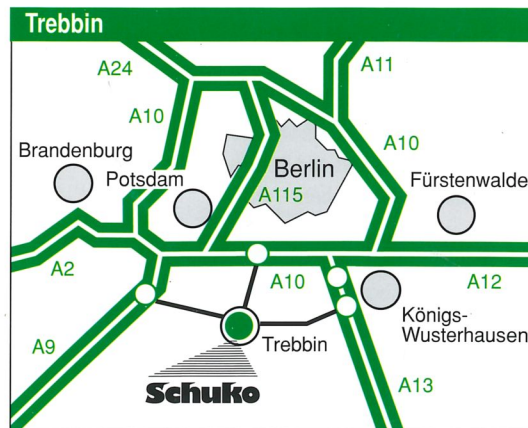 Trebbin
A24
A11
A10
A10
Brandenburg
Potsdam
Berlin
Fürstenwalde
A115
A2
A10
A12
Königs-
Wusterhausen
A9
Trebbin
A13
Schuko